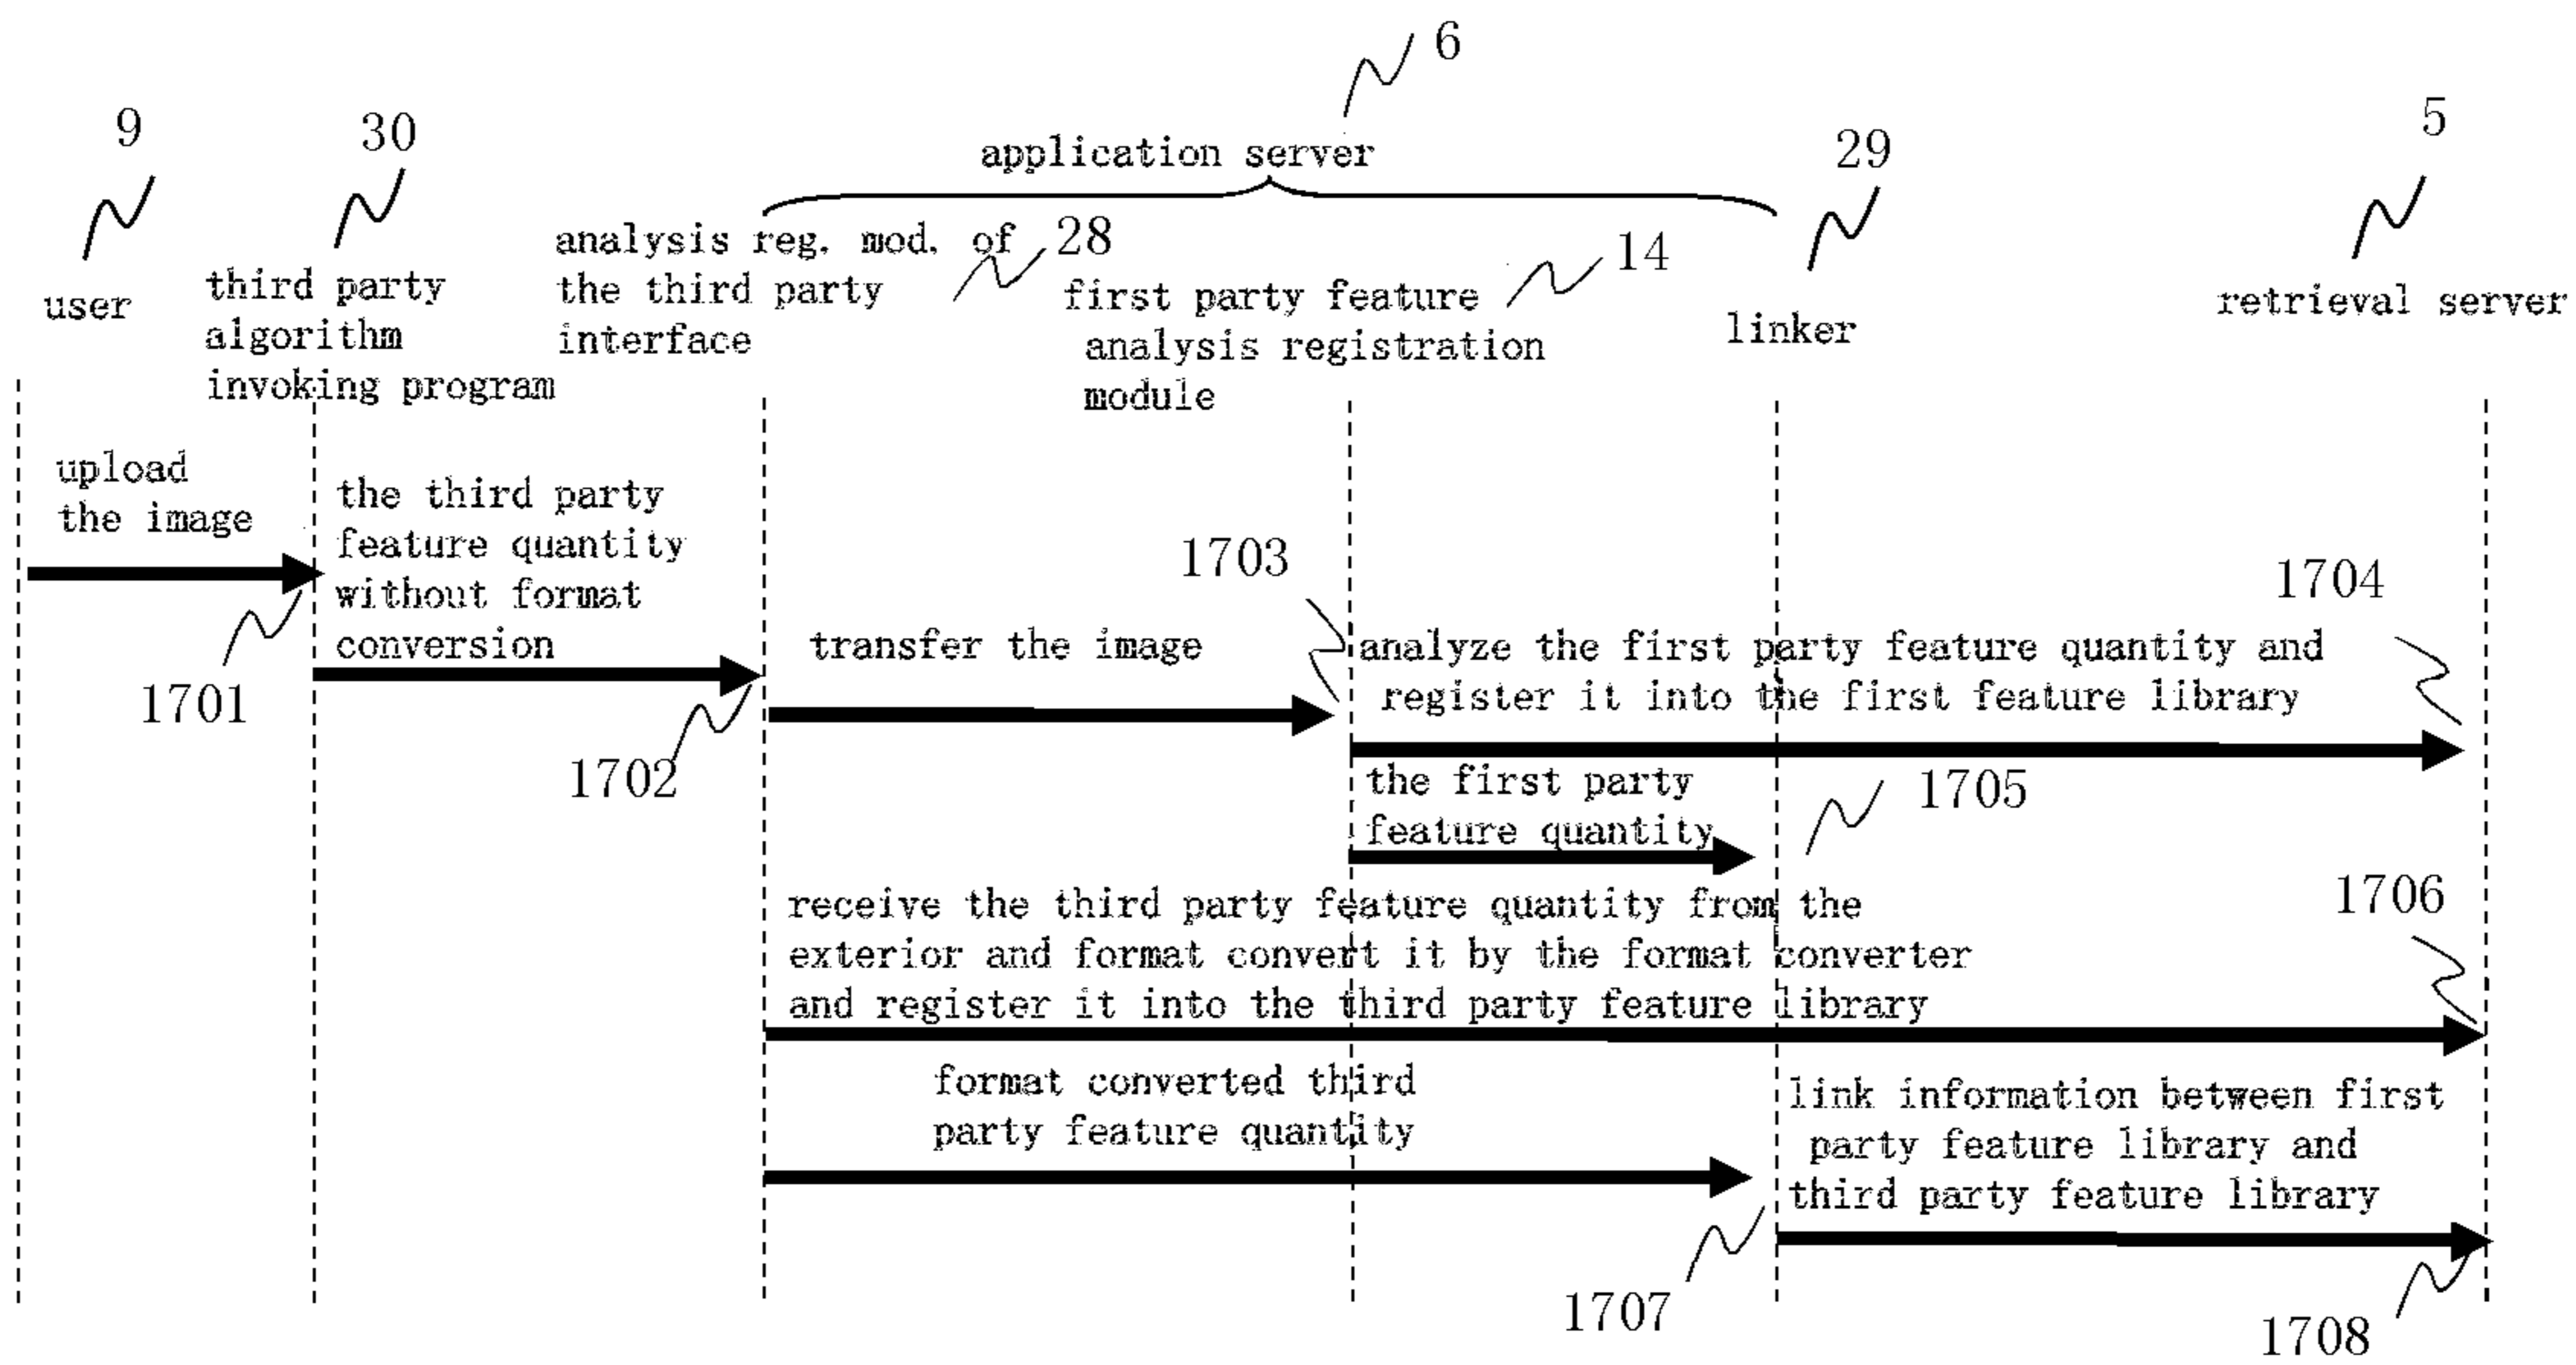 6
9
30
application server
29
5
analysis reg. mod. of
the third party
interface
28
14
user
third party
algorithm
invoking program
first party feature
analysis registration
module
linker
retrieval server
upload
the image
the third party
feature quantity
without format
conversion
1701
1702
transfer the image
1703
analyze the first party feature quantity and
register it into the first feature library
1704
the first party
feature quantity
1705
receive the third party feature quantity from the
exterior and format convert it by the format converter
and register it into the third party feature library
1706
format converted third
party feature quantity
1707
link information between first
party feature library and
third party feature library
1708